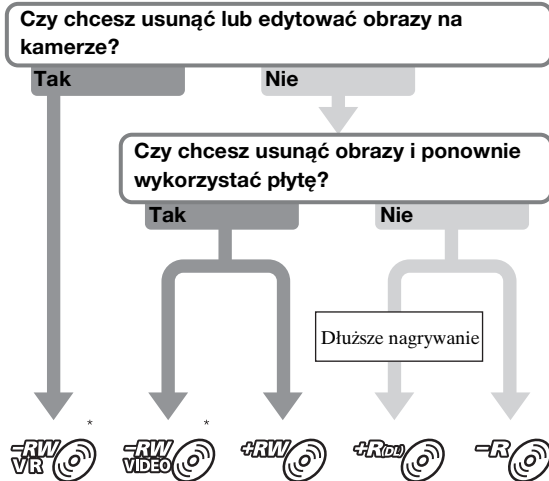 Czy chcesz usunąć lub edytować obrazy na
kamerze?
Tak Nie
Czy chcesz usunąć obrazy i ponownie
wykorzystać płytę?
Tak Nie
Dłuższe nagrywanie
* *
-RW VR -RW VIDEO +RW +R(DL) -R